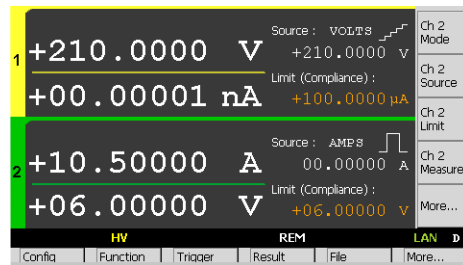 1
+210.0000 V
+00.00001 nA
Source : VOLTS
+210.0000 V
Limit (Compliance) :
+100.0000 µA
2
+10.50000 A
+06.00000 V
Source : AMPS
00.00000 A
Limit (Compliance) :
+06.00000 V
Ch 2
Mode
Ch 2
Source
Ch 2
Limit
Ch 2
Measure
More...
HV REM LAN D
Config Function Trigger Result File More...